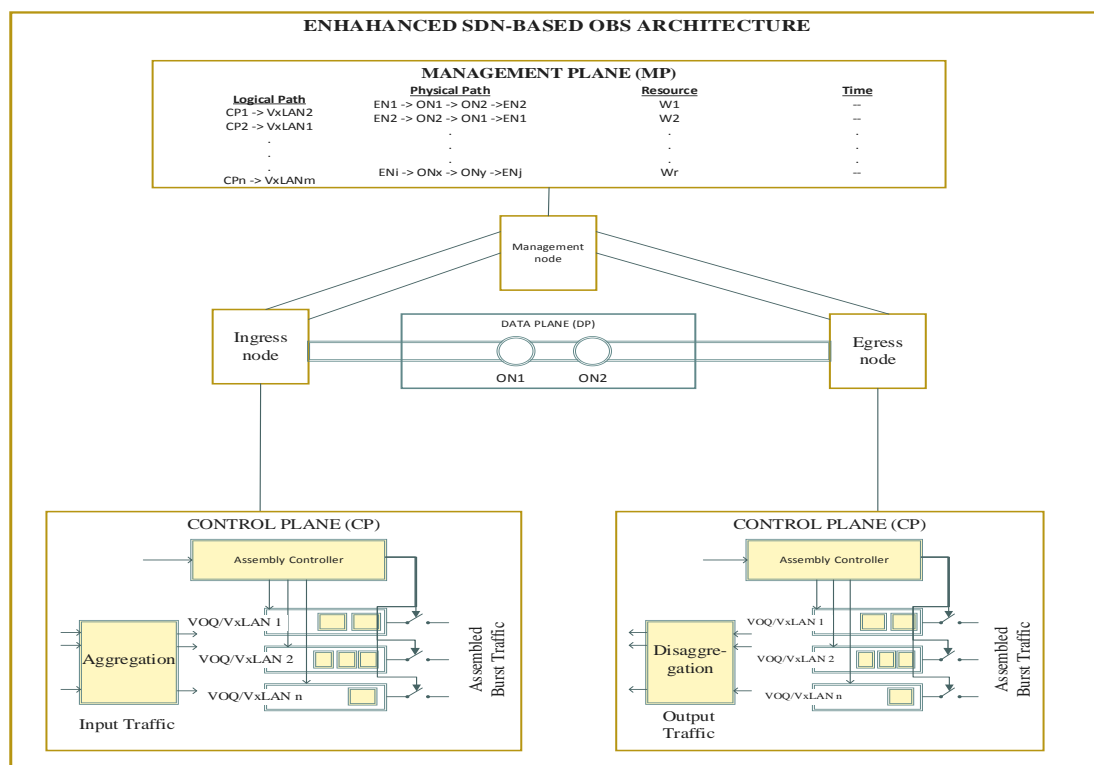 ENHAHANCED SDN-BASED OBS ARCHITECTURE
MANAGEMENT PLANE (MP)
Logical Path Physical Path Resource Time
CP1 -> VxLAN2 EN1 -> ON1 -> ON2 ->EN2 W1 --
CP2 -> VxLAN1 EN2 -> ON2 -> ON1 ->EN1 W2 --
. . . .
. . . .
. . . .
CPn -> VxLANm ENi -> ONx -> ONy ->ENj Wr --
Management
node
Ingress
node
DATA PLANE (DP)
ON1 ON2
Egress
node
CONTROL PLANE (CP)
Assembly Controller
VOQ/VxLAN 1
VOQ/VxLAN 2
VOQ/VxLAN n
Aggregation
Input Traffic
Assembled
Burst Traffic
CONTROL PLANE (CP)
Assembly Controller
VOQ/VxLAN 1
VOQ/VxLAN 2
VOQ/VxLAN n
Disaggre-
gation
Output
Traffic
Assembled
Burst Traffic